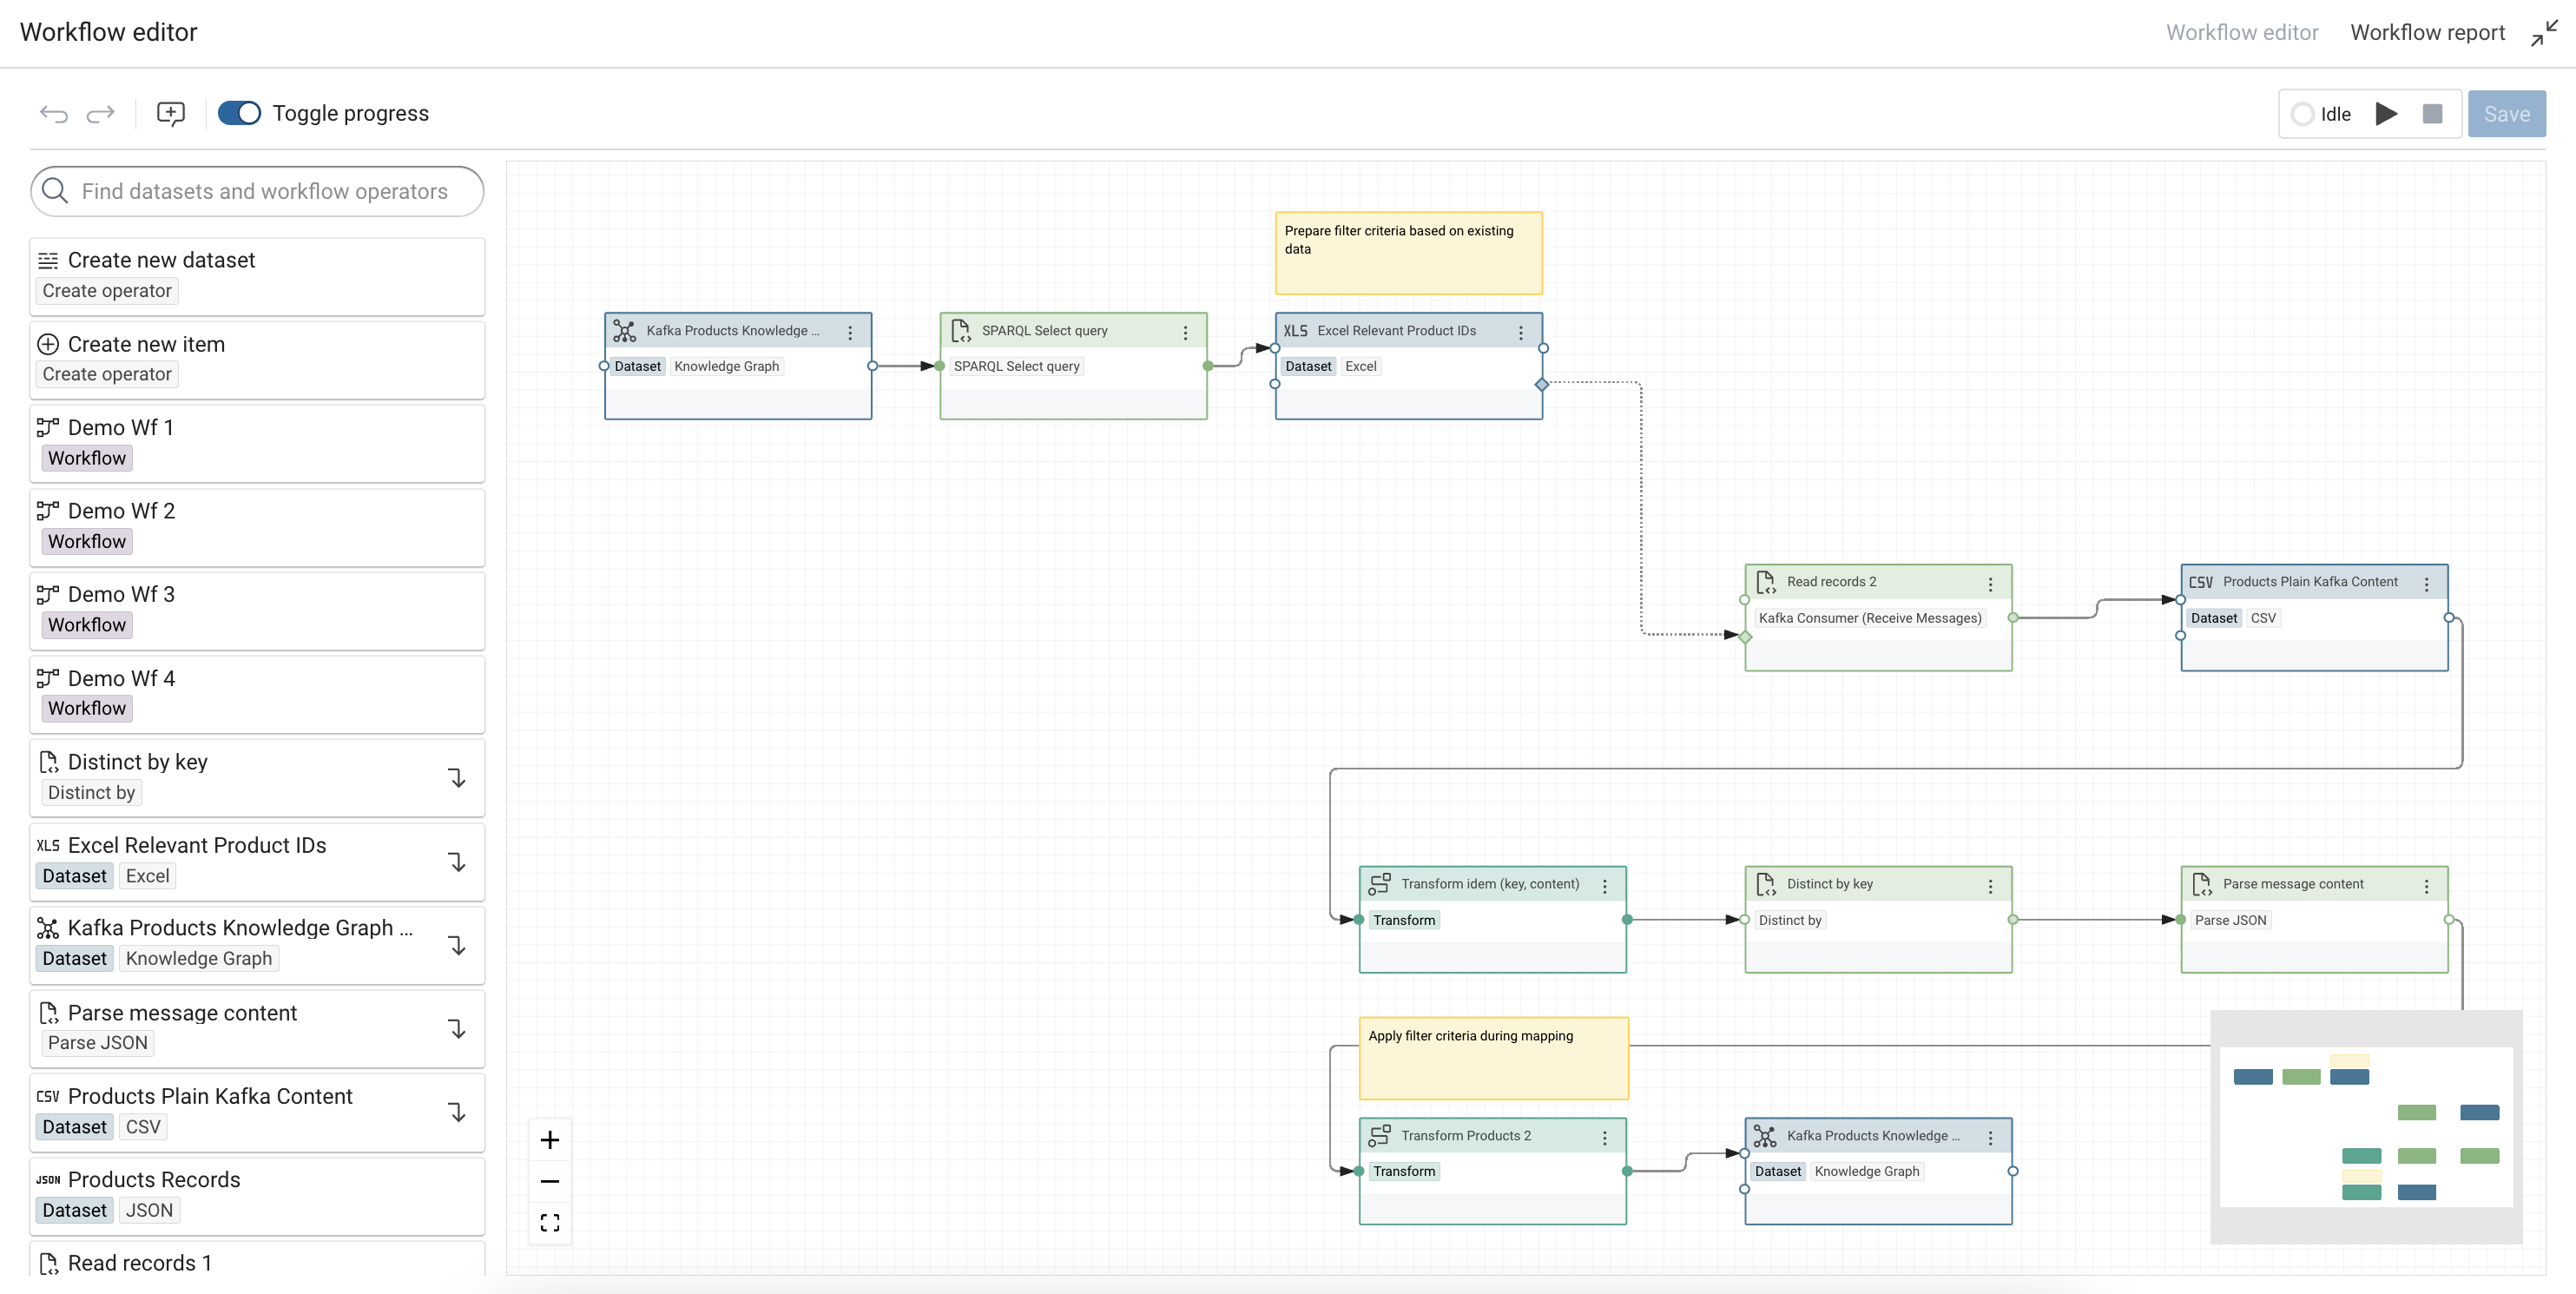 Workflow editor
Workflow editor
Workflow report
Toggle progress
Idle
Save
Find datasets and workflow operators
Create new dataset
Create operator
Create new item
Create operator
Demo Wf 1
Workflow
Demo Wf 2
Workflow
Demo Wf 3
Workflow
Demo Wf 4
Workflow
Distinct by key
Distinct by
XLS Excel Relevant Product IDs
Dataset Excel
Kafka Products Knowledge Graph ...
Dataset Knowledge Graph
Parse message content
Parse JSON
CSV Products Plain Kafka Content
Dataset CSV
JSON Products Records
Dataset JSON
Read records 1
Prepare filter criteria based on existing
data
Kafka Products Knowledge ...
Dataset Knowledge Graph
SPARQL Select query
SPARQL Select query
XLS Excel Relevant Product IDs
Dataset Excel
Read records 2
Kafka Consumer (Receive Messages)
CSV Products Plain Kafka Content
Dataset CSV
Transform idem (key, content)
Transform
Distinct by key
Distinct by
Parse message content
Parse JSON
Apply filter criteria during mapping
Transform Products 2
Transform
Kafka Products Knowledge ...
Dataset Knowledge Graph